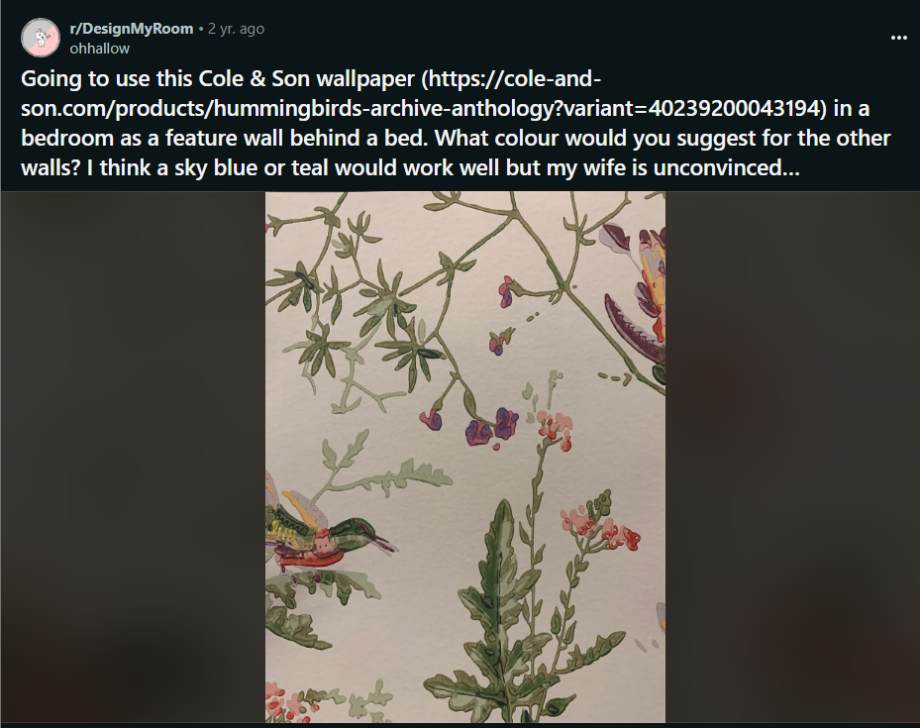 r/DesignMyRoom • 2 yr. ago
ohhallow
Going to use this Cole & Son wallpaper (https://cole-and-
son.com/products/hummingbirds-archive-anthology?variant=40239200043194) in a
bedroom as a feature wall behind a bed. What colour would you suggest for the other
walls? I think a sky blue or teal would work well but my wife is unconvinced...